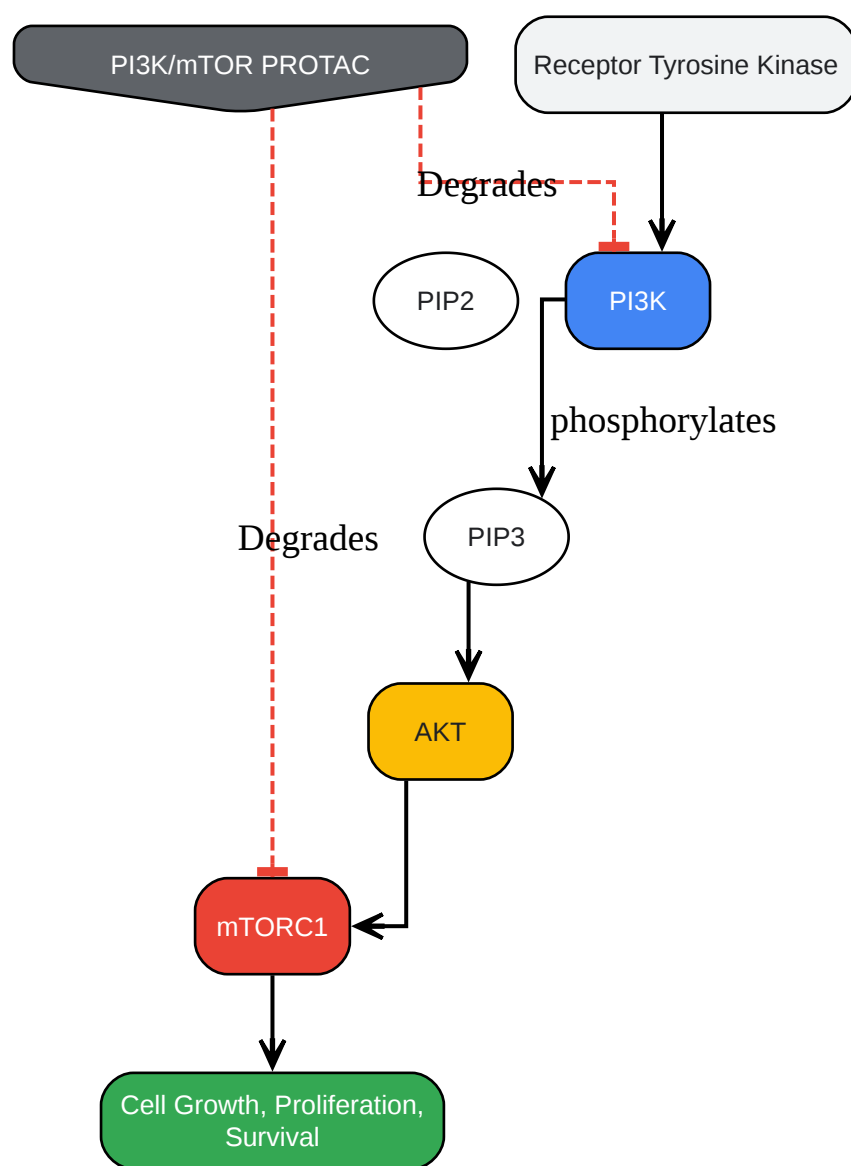 PI3K/mTOR PROTAC
Receptor Tyrosine Kinase
Degrades
PIP2
PI3K
phosphorylates
Degrades
PIP3
AKT
mTORC1
Cell Growth, Proliferation,
Survival